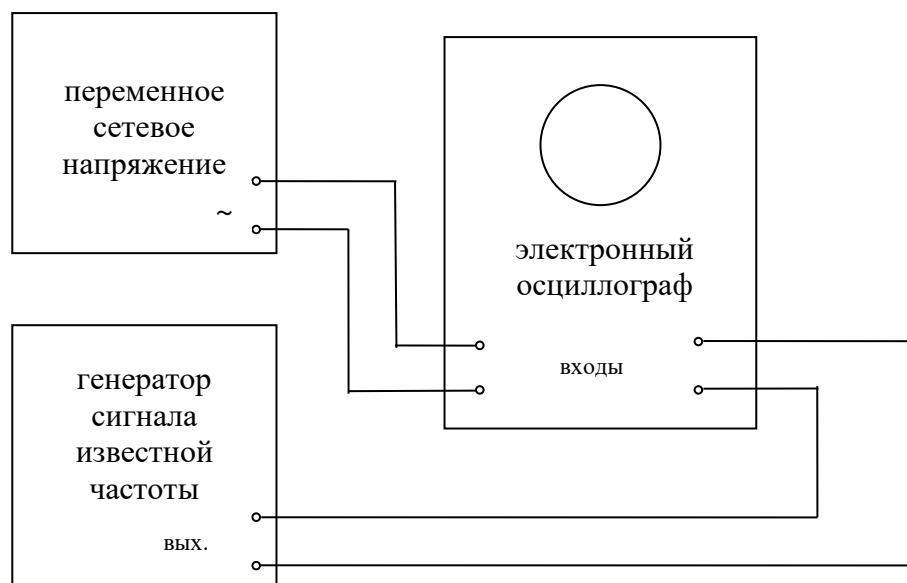 переменное
сетевое
напряжение
~
электронный
осциллограф
входы
генератор
сигнала
известной
частоты
вых.